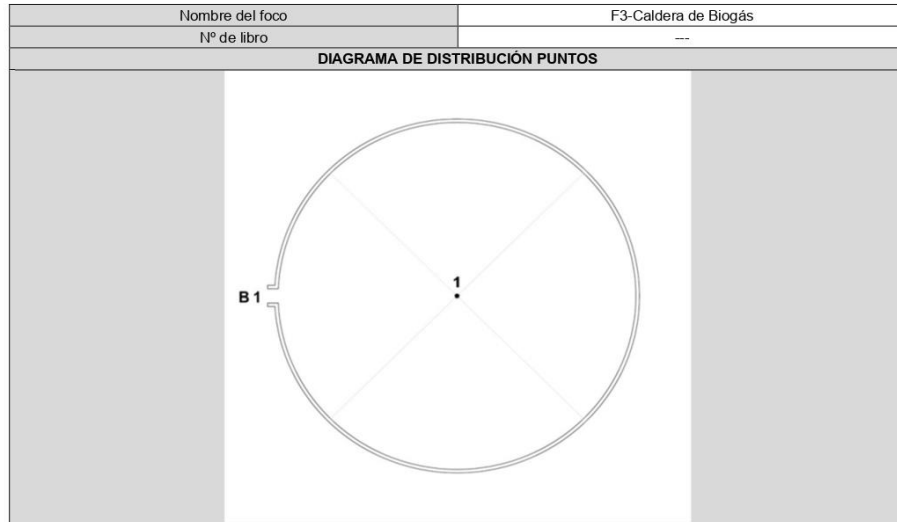 Nombre del foco F3-Caldera de Biogás
Nº de libro ---
DIAGRAMA DE DISTRIBUCIÓN PUNTOS
1
B 1